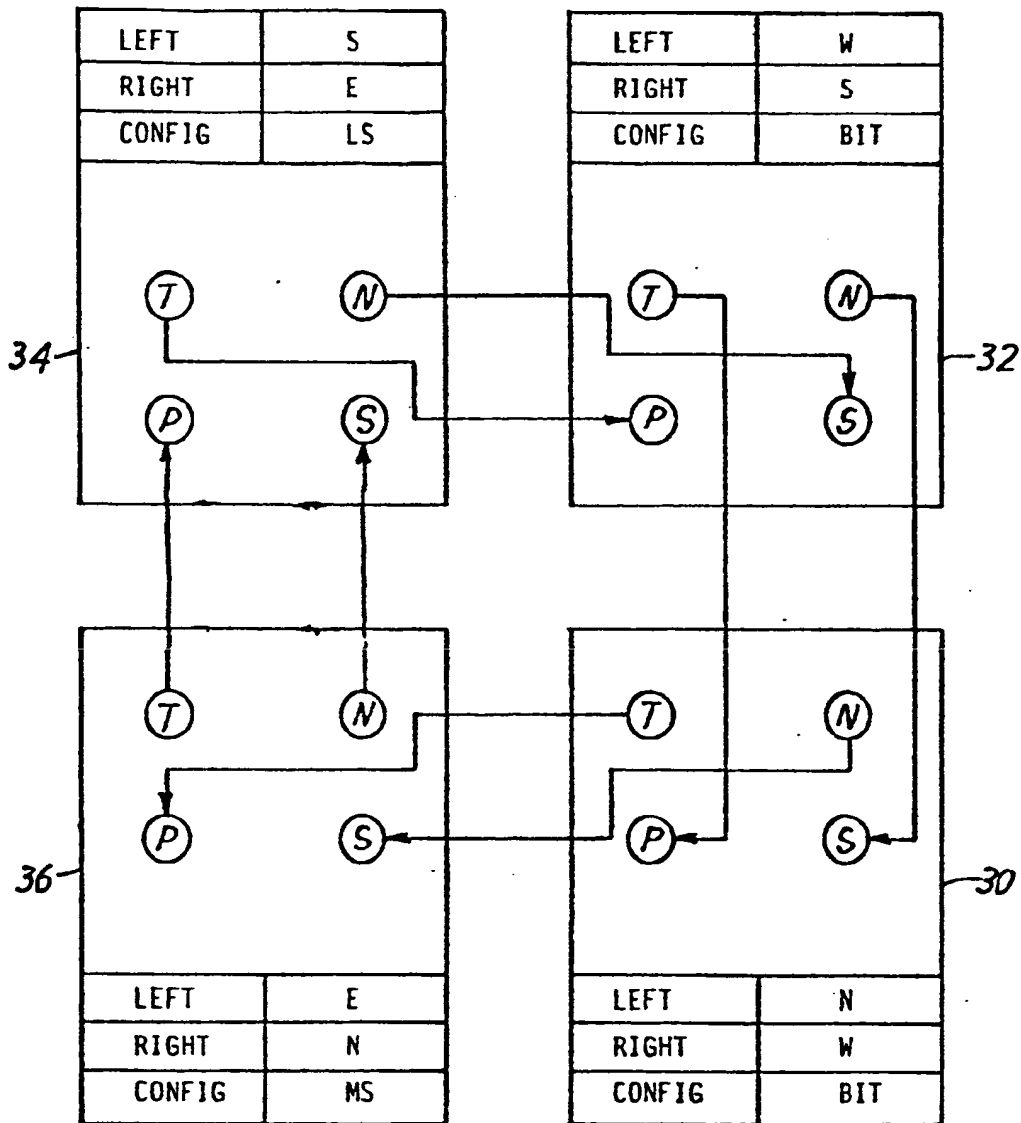 LEFT S
RIGHT E
CONFIG LS
LEFT W
RIGHT S
CONFIG BIT
T N
T N
34
32
P S
P S
T N
T N
P S
P S
36
30
LEFT E
RIGHT N
CONFIG MS
LEFT N
RIGHT W
CONFIG BIT